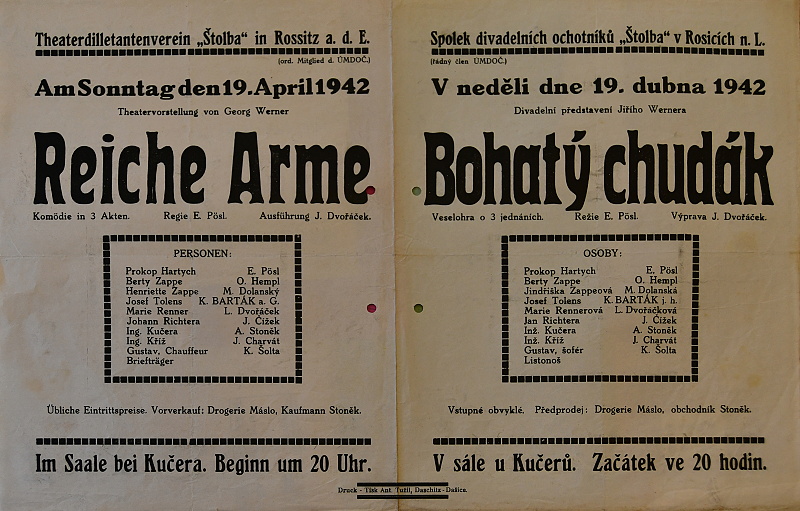 Theaterdilletantenverein „Štolba" in Rossitz a. d. E.
(ord. Mitglied d. ÚMDOČ.)
Am Sonntag den 19. April 1942
Theatervorstellung von Georg Werner
Reiche Arme
Komödie in 3 Akten. Regie E. Pösl. Ausführung J. Dvořáček.
PERSONEN:
Prokop Hartych E. Pösl
Berty Zappe O. Hempl
Henriette Zappe M. Dolanský
Josef Tolens K. BARTÁK a. G.
Marie Renner L. Dvořáček
Johann Richtera J. Čížek
Ing. Kučera A. Stoněk
Ing. Kříž J. Charvát
Gustav, Chauffeur K. Šolta
Briefträger
Übliche Eintrittspreise. Vorverkauf: Drogerie Máslo, Kaufmann Stoněk.
Im Saale bei Kučera. Beginn um 20 Uhr.
Spolek divadelních ochotníků „Štolba" v Rosicích n. L.
(řádný člen ÚMDOČ.)
V neděli dne 19. dubna 1942
Divadelní představení Jiřího Wernera
Bohatý chudák
Veselohra o 3 jednáních. Režie E. Pösl. Výprava J. Dvořáček.
OSOBY:
Prokop Hartych E. Pösl
Berty Zappe O. Hempl
Jindřiška Zappeová M. Dolanská
Josef Tolens K. BARTÁK j. h.
Marie Rennerová L. Dvořáčková
Jan Richtera J. Čížek
Inž. Kučera A. Stoněk
Inž. Kříž J. Charvát
Gustav, šofér K. Šolta
Listonoš
Vstupné obvyklé. Předprodej: Drogerie Máslo, obchodník Stoněk.
V sále u Kučerů. Začátek ve 20 hodin.
Druck - Tisk Ant. Tužil, Daschitz - Dašice.